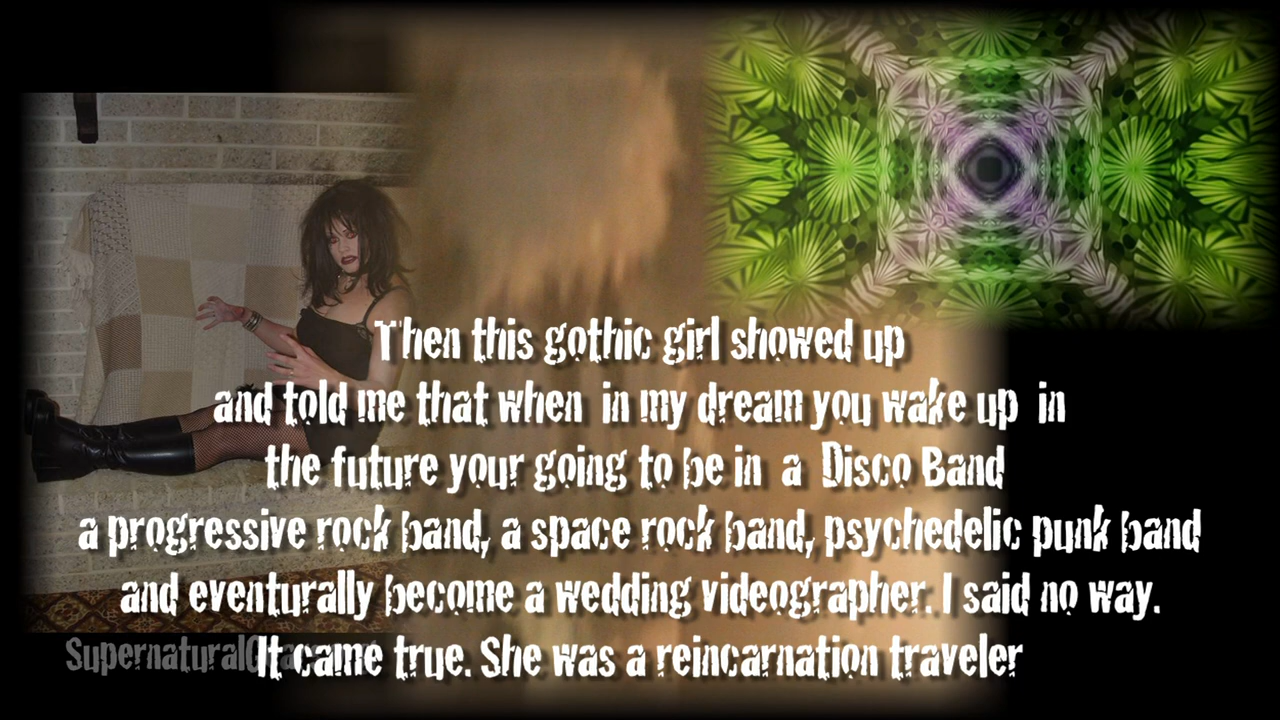 Then this gothic girl showed up
and told me that when in my dream you wake up in
the future your going to be in a Disco Band
a progressive rock band, a space rock band, psychedelic punk band
and eventurally become a wedding videographer. I said no way.
It came true. She was a reincarnation traveler